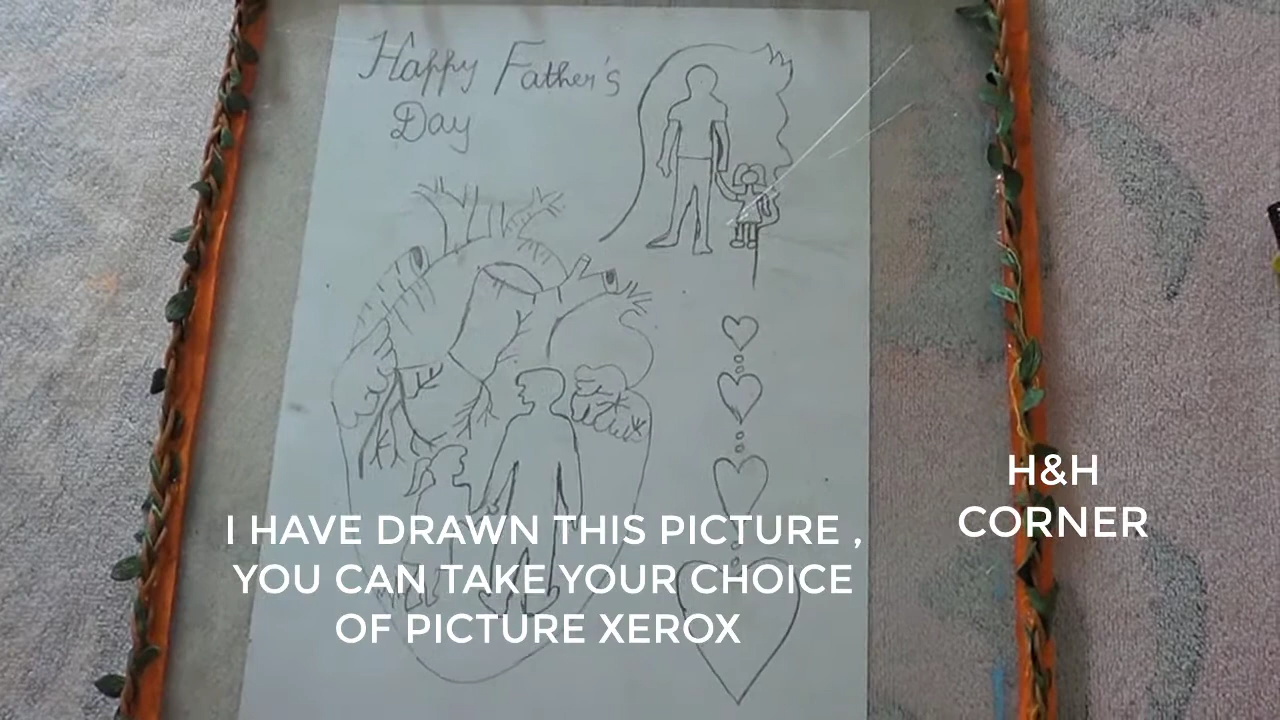 Happy Father's
Day
H&H
CORNER
I HAVE DRAWN THIS PICTURE ,
YOU CAN TAKE YOUR CHOICE
OF PICTURE XEROX